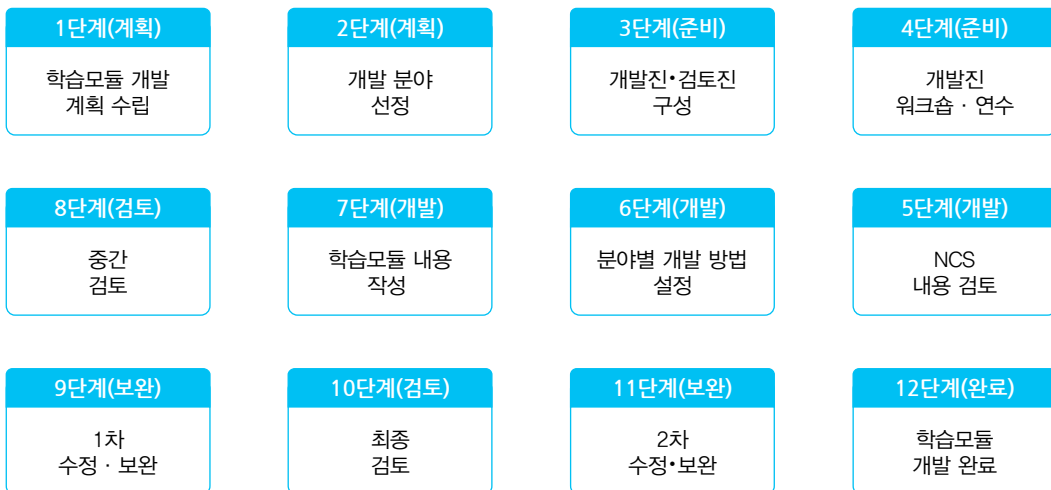 1단계(계획)
학습모듈 개발
계획 수립
2단계(계획)
개발 분야
선정
3단계(준비)
개발진•검토진
구성
4단계(준비)
개발진
워크숍 · 연수
8단계(검토)
중간
검토
7단계(개발)
학습모듈 내용
작성
6단계(개발)
분야별 개발 방법
설정
5단계(개발)
NCS
내용 검토
9단계(보완)
1차
수정 · 보완
10단계(검토)
최종
검토
11단계(보완)
2차
수정•보완
12단계(완료)
학습모듈
개발 완료